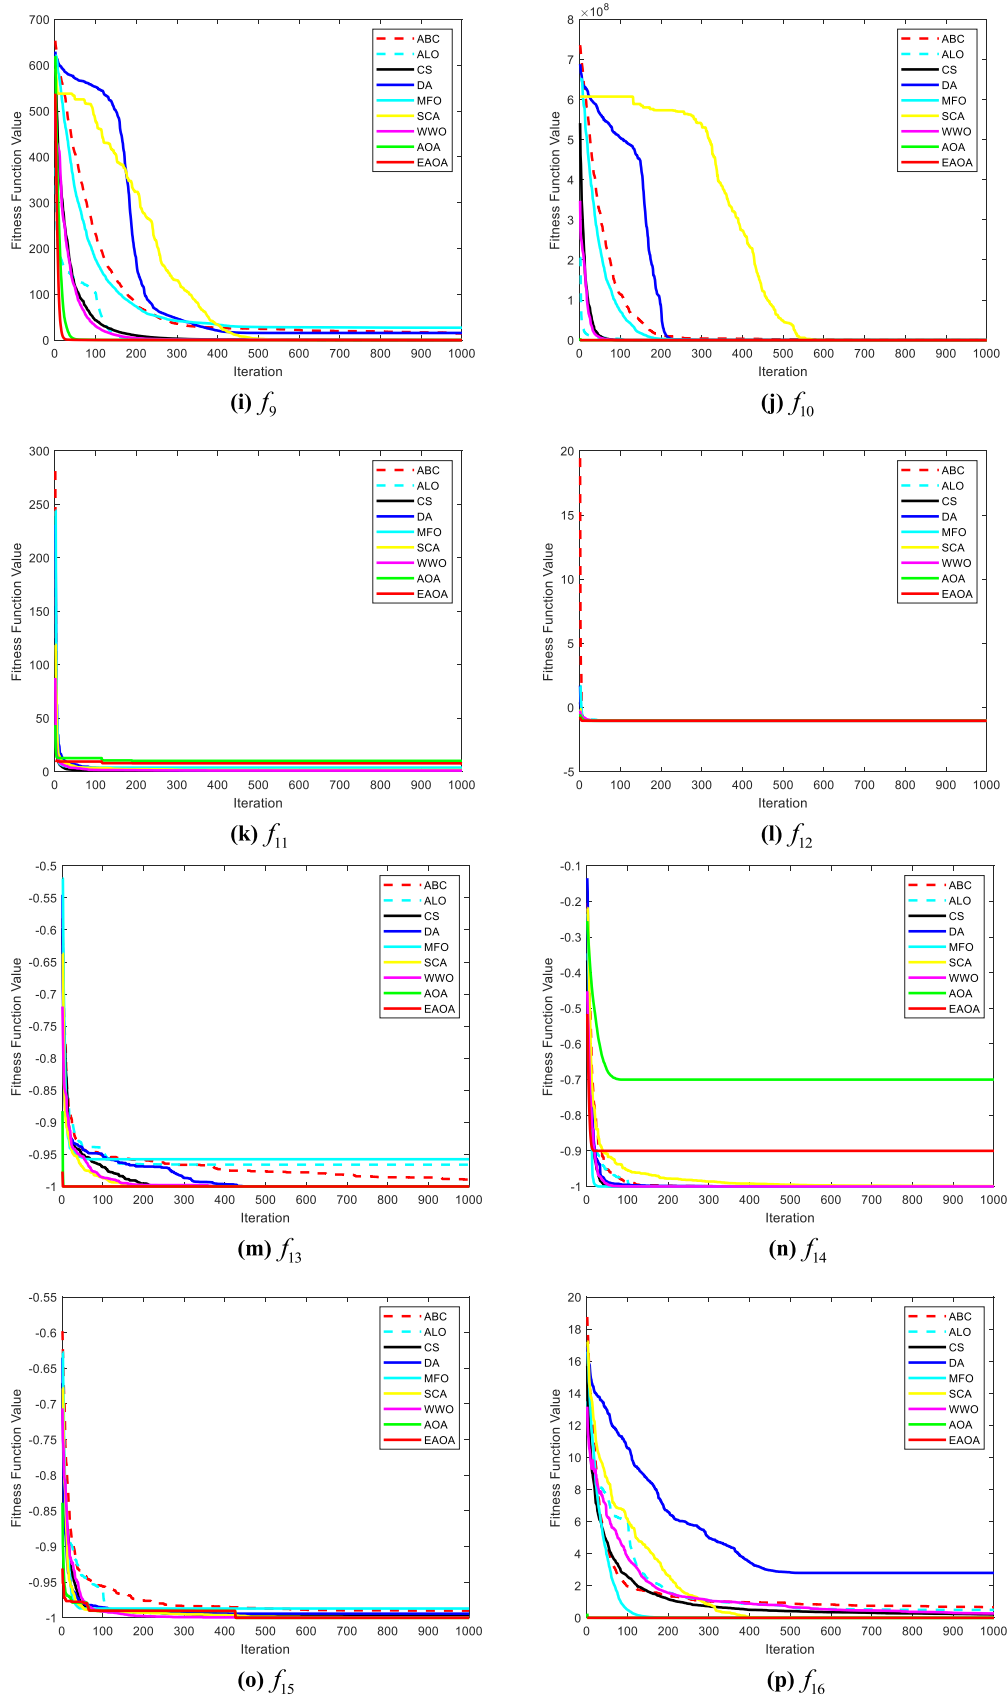 700
600
500
400
300
200
100
0
Fitness Function Value
0 100 200 300 400 500 600 700 800 900 1000
Iteration
ABC
ALO
CS
DA
MFO
SCA
WWO
AOA
EAOA
(i) f9
×10^8
8
7
6
5
4
3
2
1
0
Fitness Function Value
0 100 200 300 400 500 600 700 800 900 1000
Iteration
ABC
ALO
CS
DA
MFO
SCA
WWO
AOA
EAOA
(j) f10
300
250
200
150
100
50
0
Fitness Function Value
0 100 200 300 400 500 600 700 800 900 1000
Iteration
ABC
ALO
CS
DA
MFO
SCA
WWO
AOA
EAOA
(k) f11
20
15
10
5
0
-5
Fitness Function Value
0 100 200 300 400 500 600 700 800 900 1000
Iteration
ABC
ALO
CS
DA
MFO
SCA
WWO
AOA
EAOA
(l) f12
-0.5
-0.55
-0.6
-0.65
-0.7
-0.75
-0.8
-0.85
-0.9
-0.95
-1
Fitness Function Value
0 100 200 300 400 500 600 700 800 900 1000
Iteration
ABC
ALO
CS
DA
MFO
SCA
WWO
AOA
EAOA
(m) f13
-0.1
-0.2
-0.3
-0.4
-0.5
-0.6
-0.7
-0.8
-0.9
-1
Fitness Function Value
0 100 200 300 400 500 600 700 800 900 1000
Iteration
ABC
ALO
CS
DA
MFO
SCA
WWO
AOA
EAOA
(n) f14
-0.55
-0.6
-0.65
-0.7
-0.75
-0.8
-0.85
-0.9
-0.95
-1
Fitness Function Value
0 100 200 300 400 500 600 700 800 900 1000
Iteration
ABC
ALO
CS
DA
MFO
SCA
WWO
AOA
EAOA
(o) f15
20
18
16
14
12
10
8
6
4
2
0
Fitness Function Value
0 100 200 300 400 500 600 700 800 900 1000
Iteration
ABC
ALO
CS
DA
MFO
SCA
WWO
AOA
EAOA
(p) f16